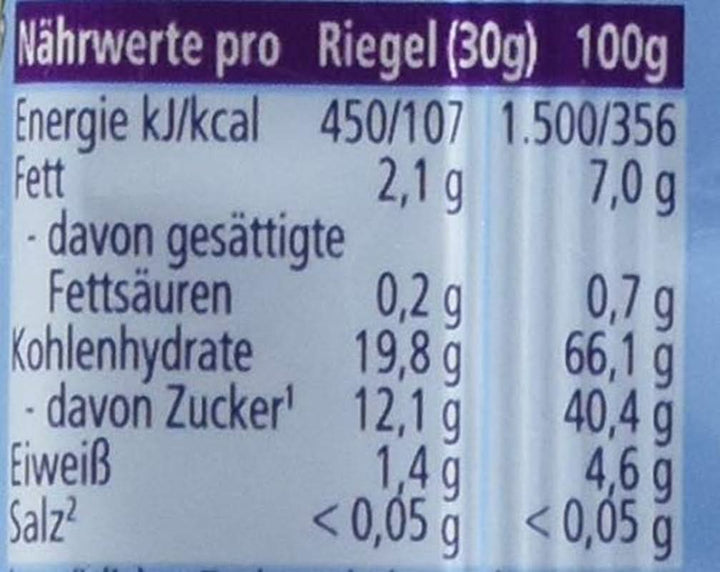 Nährwerte pro Riegel (30g) 100g
Energie kJ/kcal 450/107 1.500/356
Fett 2,1 g 7,0 g
- davon gesättigte
Fettsäuren 0,2 g 0,7 g
Kohlenhydrate 19,8 g 66,1 g
- davon Zucker¹ 12,1 g 40,4 g
Eiweiß 1,4 g 4,6 g
Salz² < 0,05 g < 0,05 g